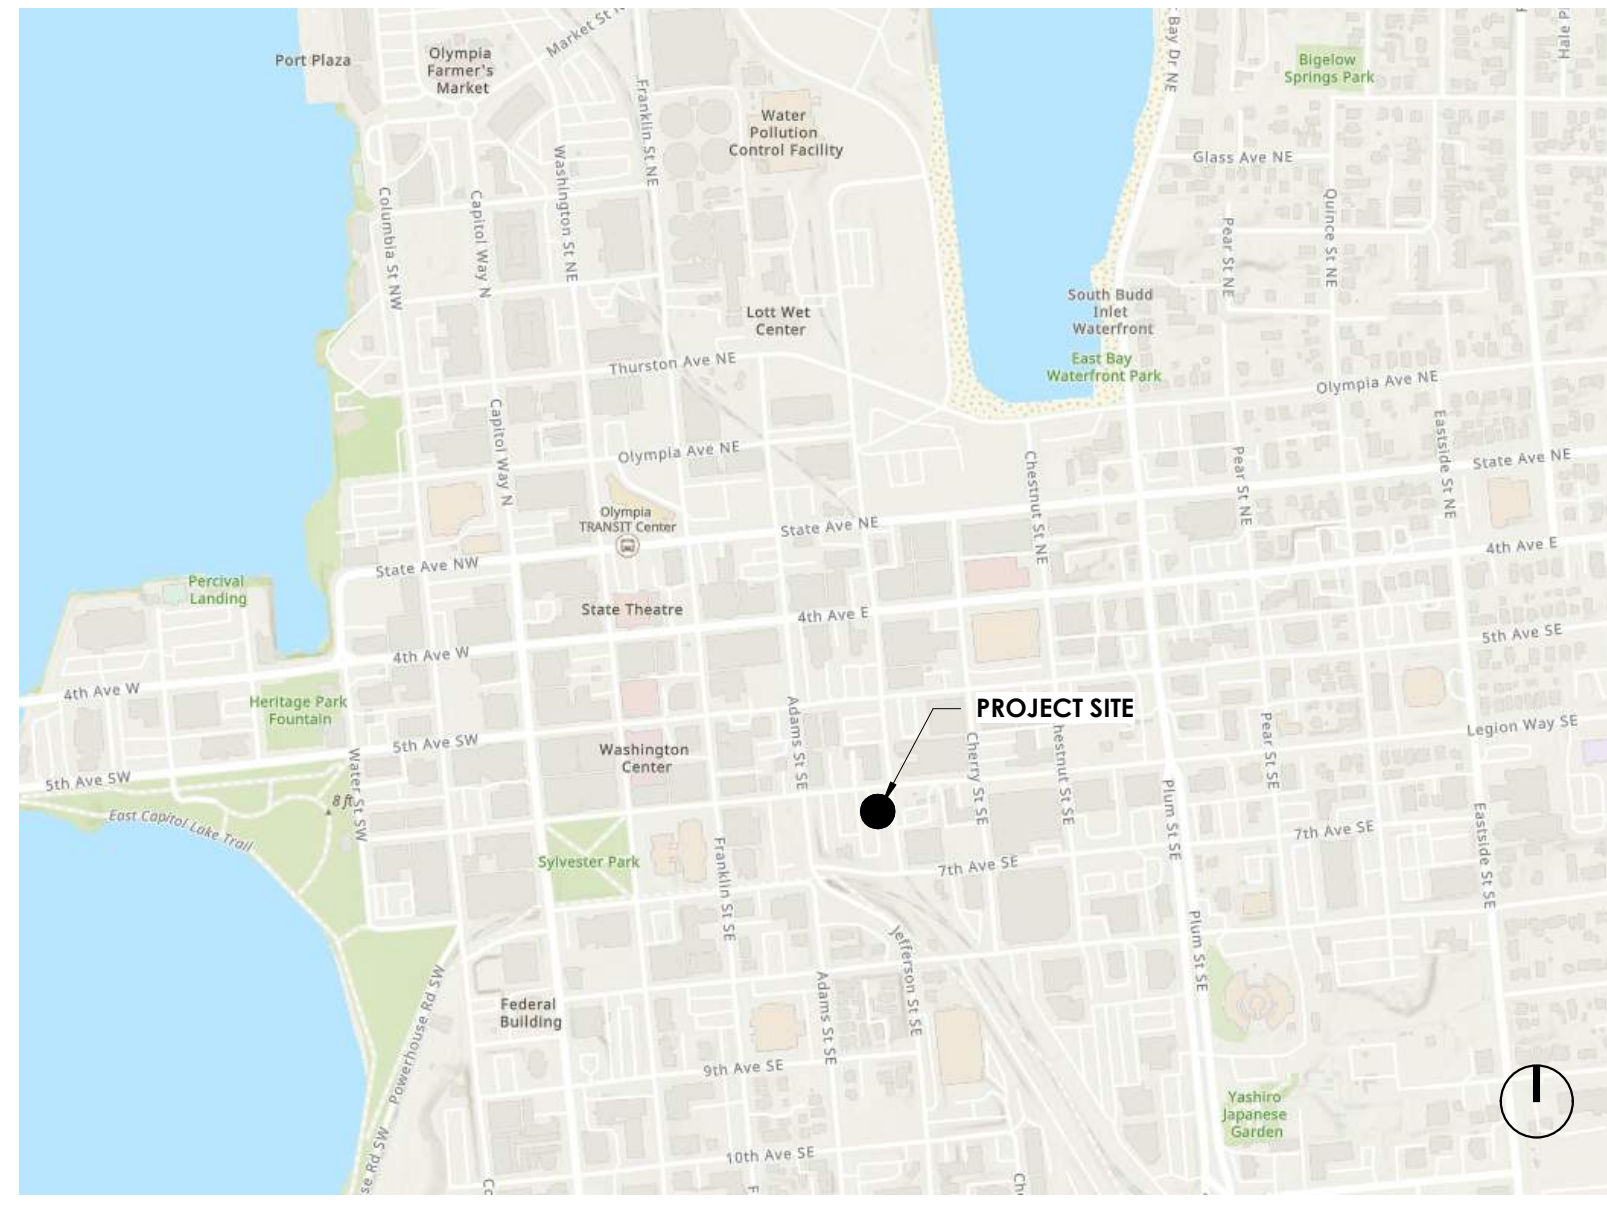 Port Plaza
Olympia
Farmer's
Market
Market St N
Franklin St NE
Bay Dr NE
Bigelow
Springs Park
Hale P
Water
Pollution
Control Facility
Glass Ave NE
Columbia St NW
Capitol Way N
Washington St NE
Pear St NE
Quince St NE
South Budd
Inlet
Waterfront
Lott Wet
Center
Thurston Ave NE
East Bay
Waterfront Park
Olympia Ave NE
Capitol Way N
Olympia Ave NE
Chestnut St NE
Pear St NE
Eastside St NE
State Ave NE
Olympia
TRANSIT Center
State Ave NE
4th Ave E
State Ave NW
Percival
Landing
State Theatre
4th Ave E
5th Ave SE
4th Ave W
4th Ave W
Heritage Park
Fountain
Adams St SE
PROJECT SITE
Legion Way SE
5th Ave SW
Washington
Center
Cherry St SE
hestnut St SE
Pear St SE
5th Ave SW
Water St SW
8 ft
East Capitol Lake Trail
Plum St SE
7th Ave SE
Eastside St SE
Sylvester Park
Franklin St SE
7th Ave SE
Plum St SE
Jefferson St SE
Federal
Building
Adams St SE
Powerhouse Rd SW
9th Ave SE
Yashiro
Japanese
Garden
10th Ave SE
se Rd SW
Co
F
Ch